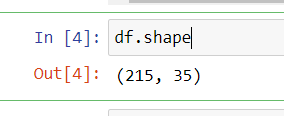 In [4]: df.shape
Out[4]: (215, 35)